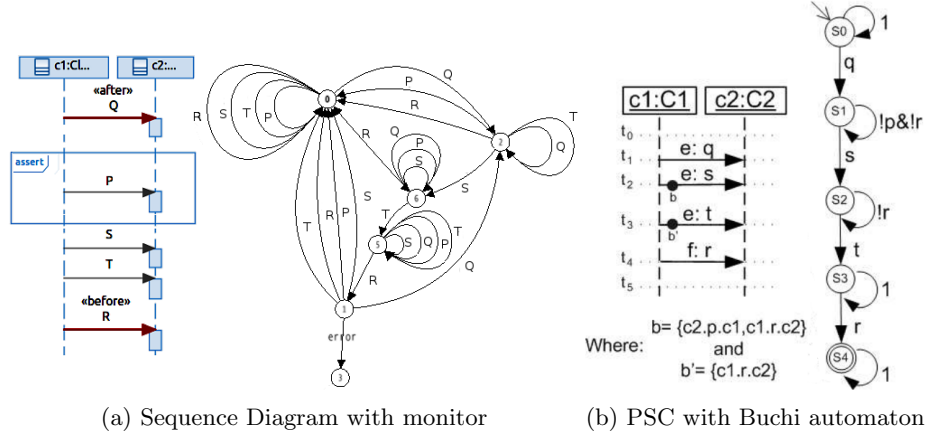 c1:Cl...
c2:...
«after»
Q
assert
P
S
T
«before»
R
0
2
6
5
1
3
R
S
T
P
P
Q
R
T
Q
R
Q
P
S
S
S
T
S
Q
P
T
R
T
R
P
Q
error
c1:C1
c2:C2
t0
t1
e: q
t2
e: s
b
t3
e: t
b'
t4
f: r
t5
Where:
b= {c2.p.c1,c1.r.c2}
and
b'= {c1.r.c2}
S0
1
q
S1
!p&!r
s
S2
!r
t
S3
1
r
S4
1
(a) Sequence Diagram with monitor
(b) PSC with Buchi automaton